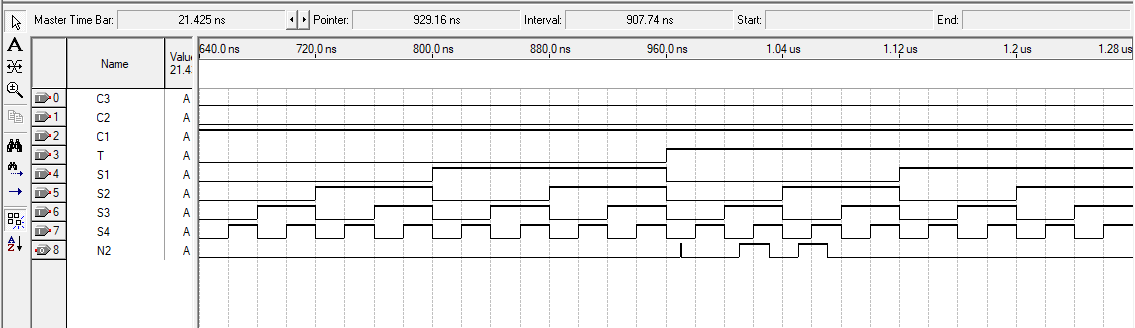 Master Time Bar: 21.425 ns Pointer: 929.16 ns Interval: 907.74 ns Start: End:
640.0 ns 720.0 ns 800.0 ns 880.0 ns 960.0 ns 1.04 us 1.12 us 1.2 us 1.28 us
Name Value
21.4
0 C3 A
1 C2 A
2 C1 A
3 T A
4 S1 A
5 S2 A
6 S3 A
7 S4 A
8 N2 A